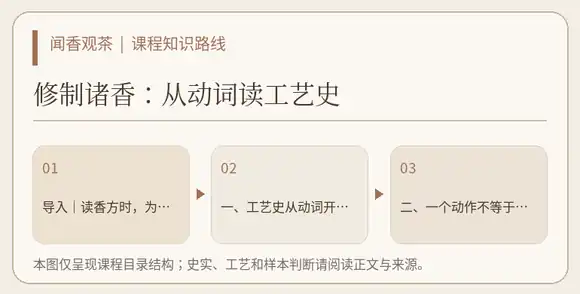 闻香观茶｜课程知识路线
修制诸香：从动词读工艺史
01
导入｜读香方时，为…
02
一、工艺史从动词开…
03
二、一个动作不等于…
本图仅呈现课程目录结构；史实、工艺和样本判断请阅读正文与来源。